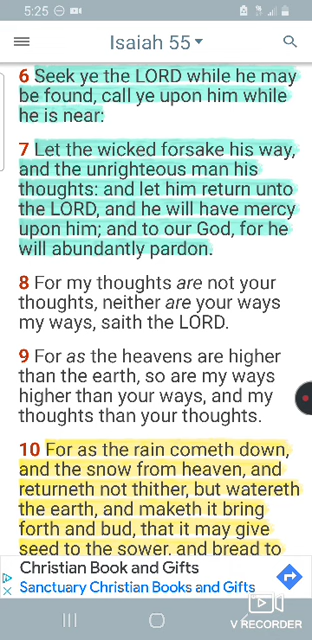 5:25
Isaiah 55
6 Seek ye the LORD while he may
be found, call ye upon him while
he is near:
7 Let the wicked forsake his way,
and the unrighteous man his
thoughts: and let him return unto
the LORD, and he will have mercy
upon him; and to our God, for he
will abundantly pardon.
8 For my thoughts are not your
thoughts, neither are your ways
my ways, saith the LORD.
9 For as the heavens are higher
than the earth, so are my ways
higher than your ways, and my
thoughts than your thoughts.
10 For as the rain cometh down,
and the snow from heaven, and
returneth not thither, but watereth
the earth, and maketh it bring
forth and bud, that it may give
seed to the sower, and bread to
Christian Book and Gifts
Sanctuary Christian Books and Gifts
V RECORDER